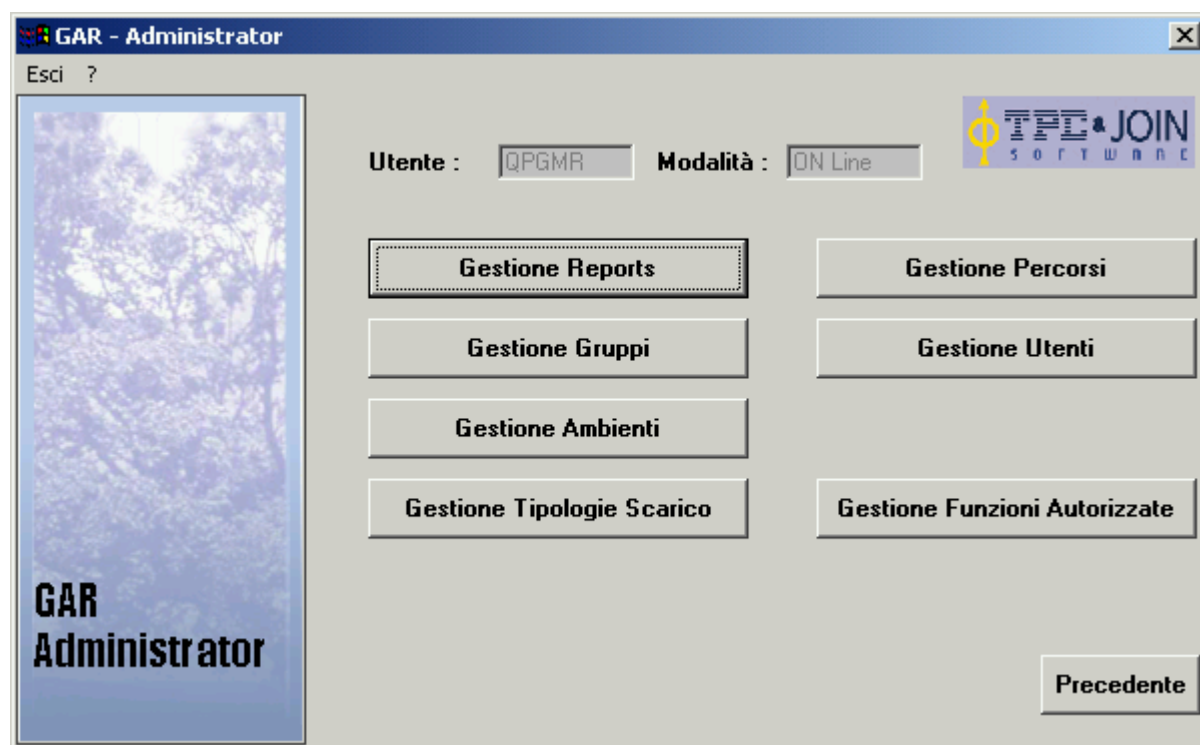 GAR - Administrator
Esci ?
TPC & JOIN
SOFTWARE
Utente : QPGMR Modalità : ON Line
Gestione Reports Gestione Percorsi
Gestione Gruppi Gestione Utenti
Gestione Ambienti
Gestione Tipologie Scarico Gestione Funzioni Autorizzate
GAR
Administrator
Precedente